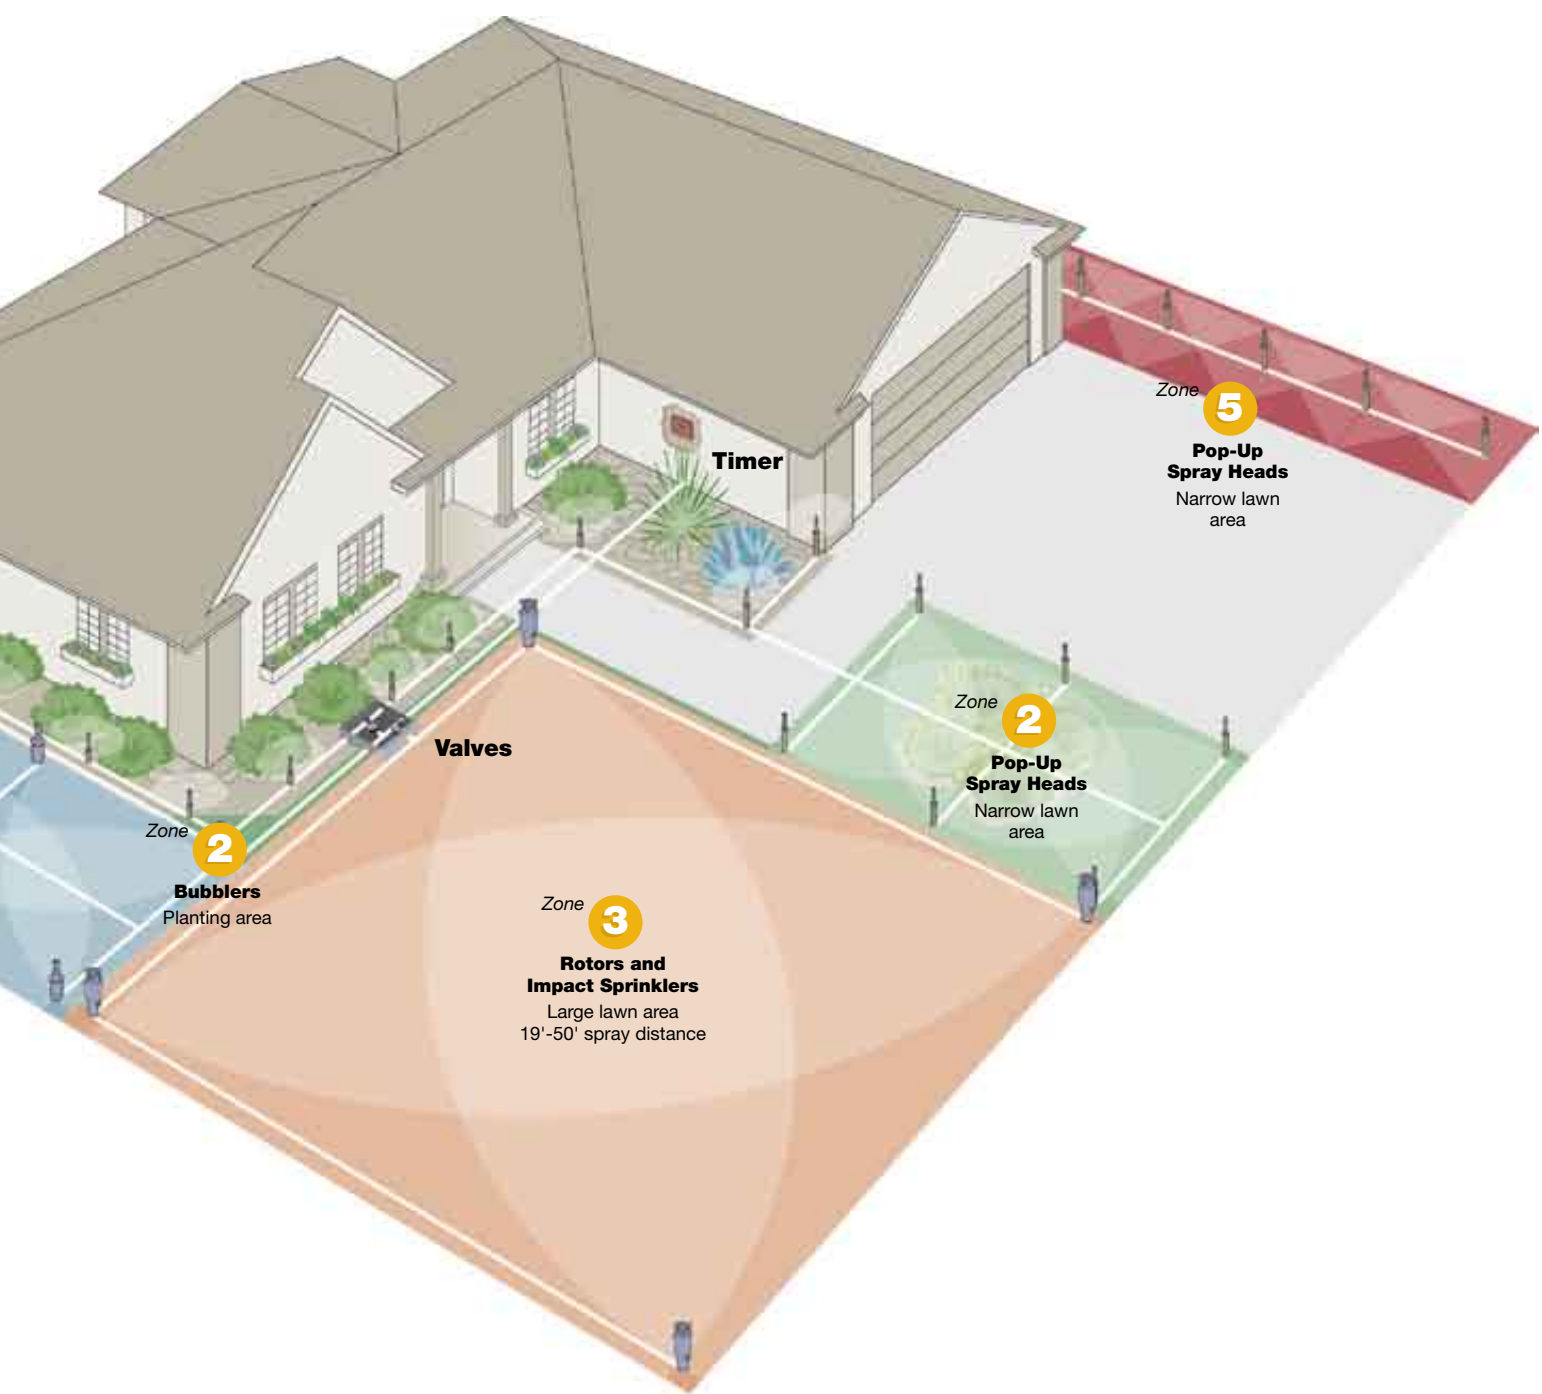 Timer
Zone 5
Pop-Up
Spray Heads
Narrow lawn
area
Zone 2
Pop-Up
Spray Heads
Narrow lawn
area
Valves
Zone 2
Bubblers
Planting area
Zone 3
Rotors and
Impact Sprinklers
Large lawn area
19'-50' spray distance